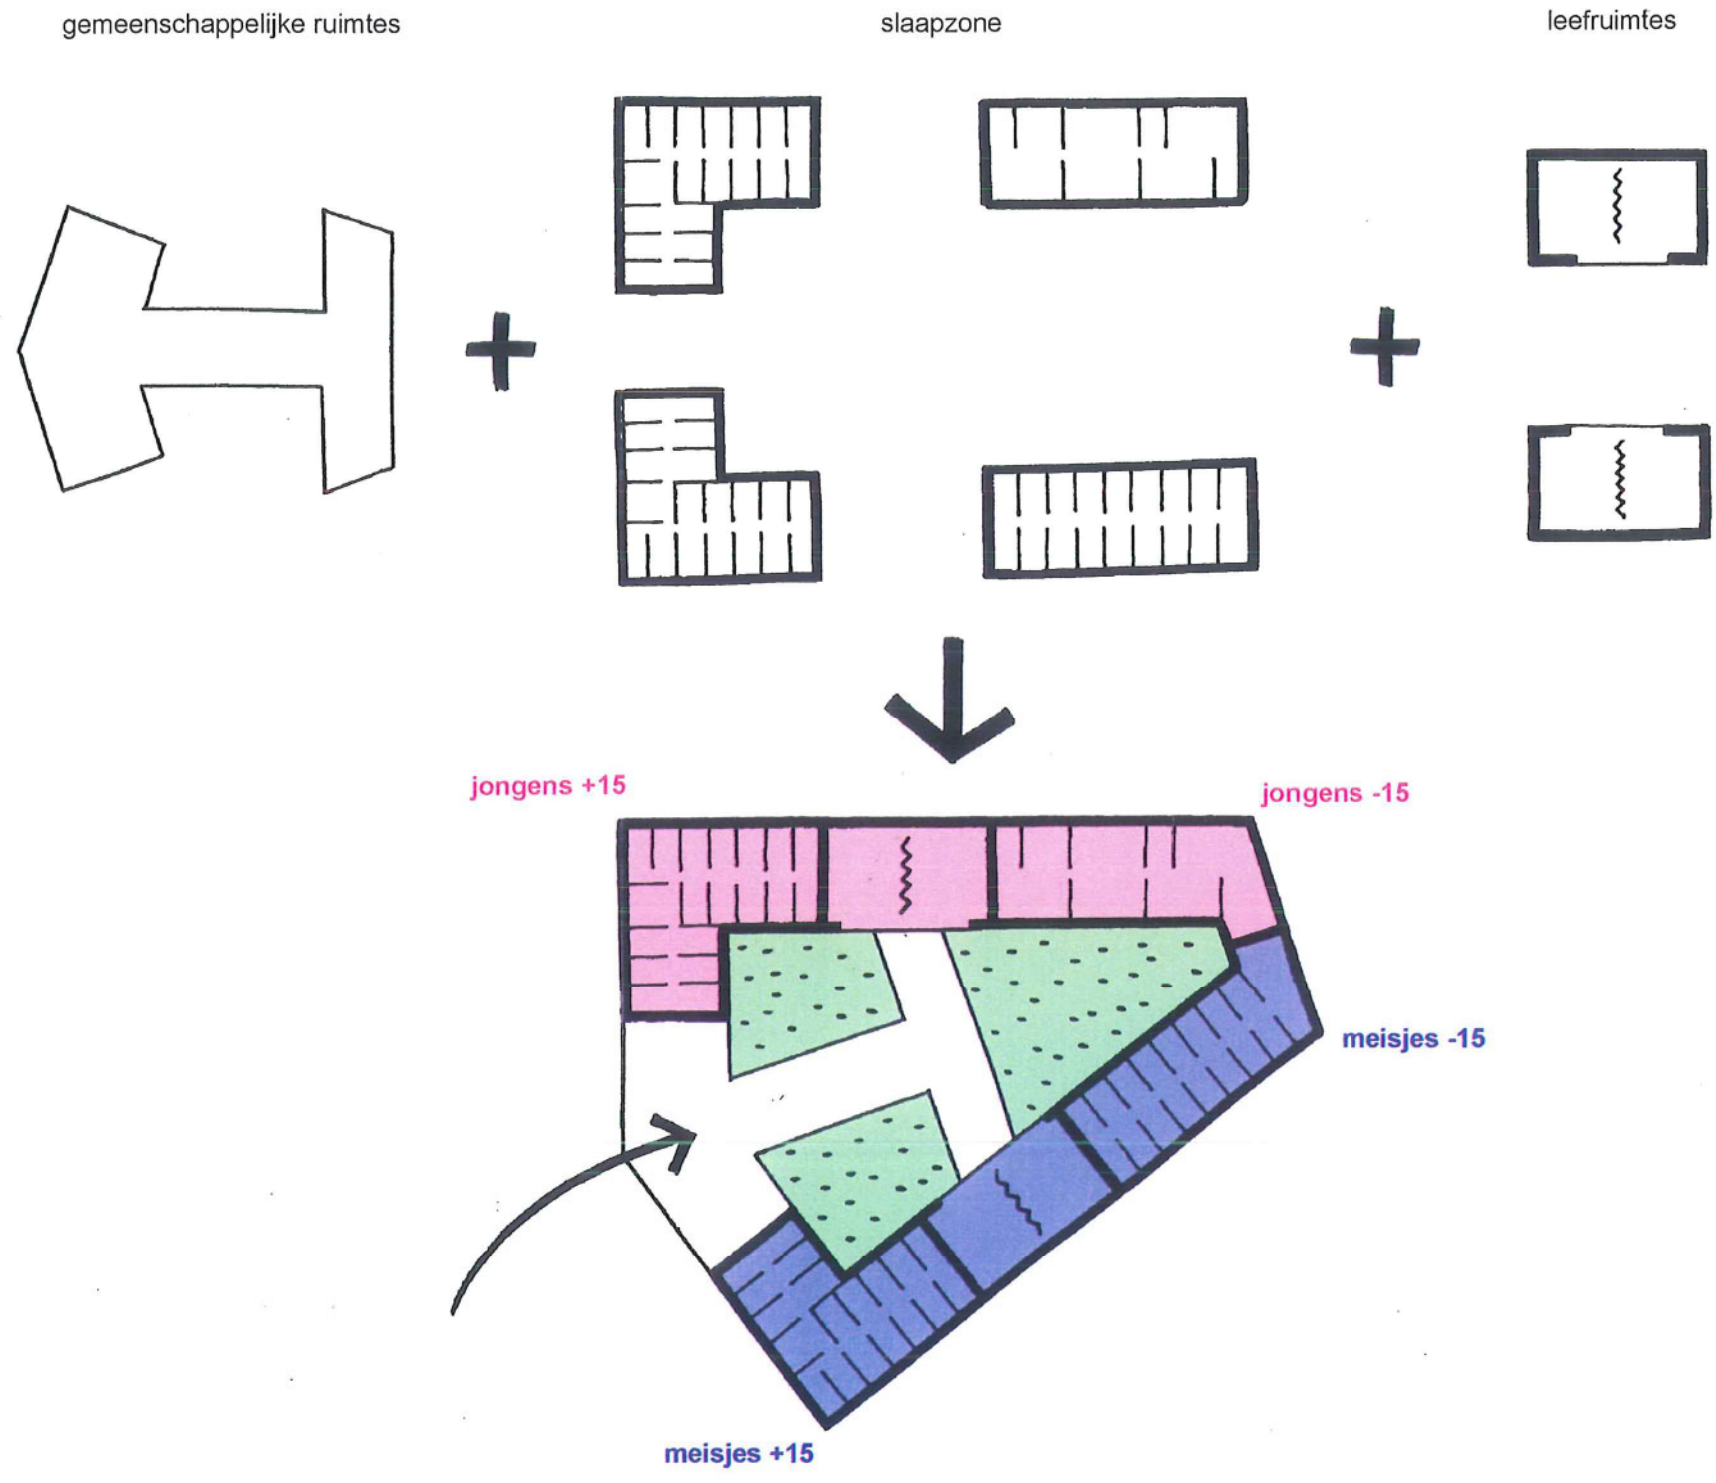 gemeenschappelijke ruimtes
slaapzone
leefruimtes
jongens +15
jongens -15
meisjes -15
meisjes +15